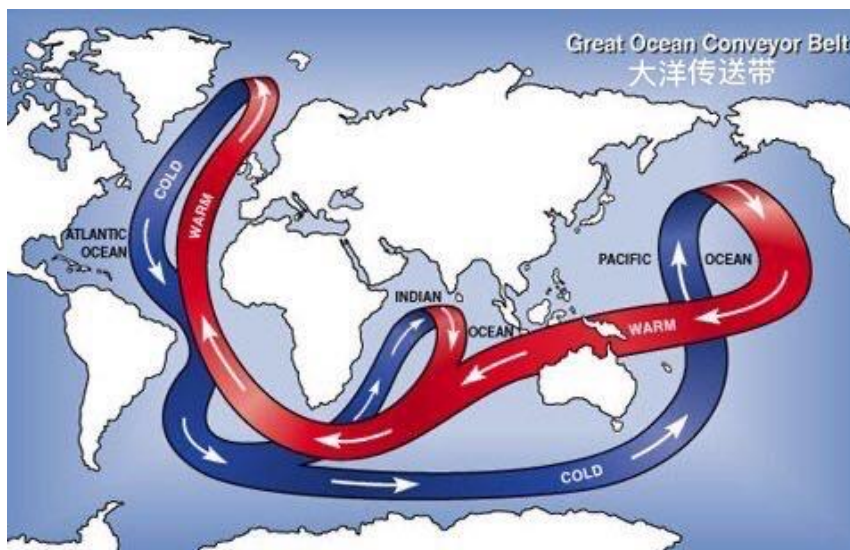 Great Ocean Conveyor Belt
大洋传送带
COLD
WARM
ATLANTIC
OCEAN
PACIFIC
OCEAN
INDIAN
OCEAN
WARM
COLD